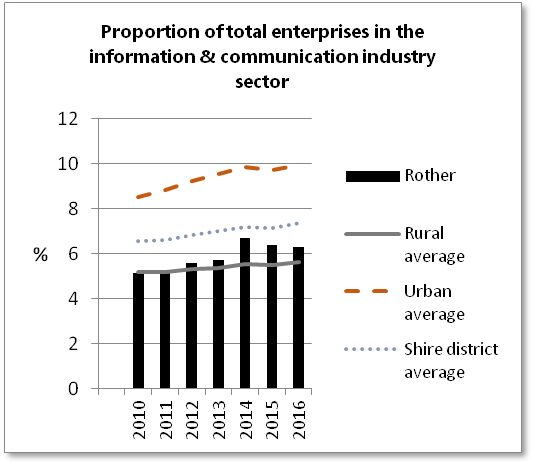 Proportion of total enterprises in the
information & communication industry
sector
12
10
8
6
4
2
0
%
2010
2011
2012
2013
2014
2015
2016
Rother
Rural
average
Urban
average
Shire district
average